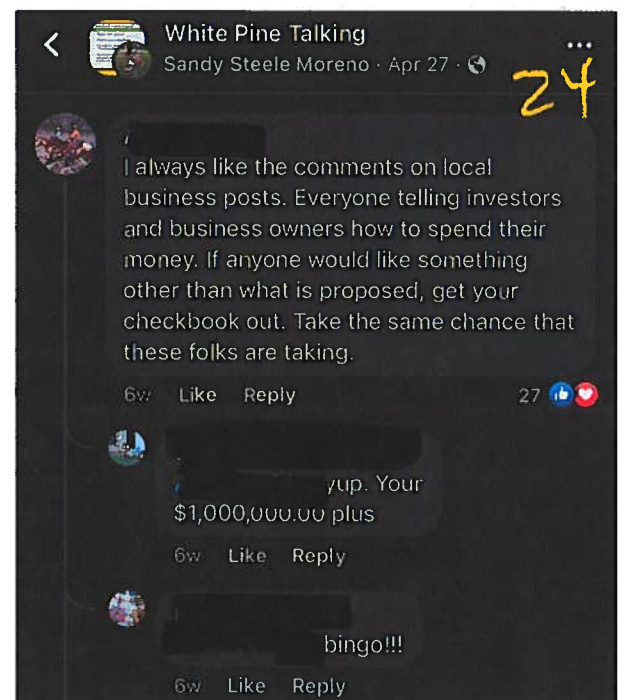 White Pine Talking
Sandy Steele Moreno · Apr 27 ·
24
I always like the comments on local
business posts. Everyone telling investors
and business owners how to spend their
money. If anyone would like something
other than what is proposed, get your
checkbook out. Take the same chance that
these folks are taking.
6w Like Reply 27
yup. Your
$1,000,000.00 plus
6w Like Reply
bingo!!!
6w Like Reply